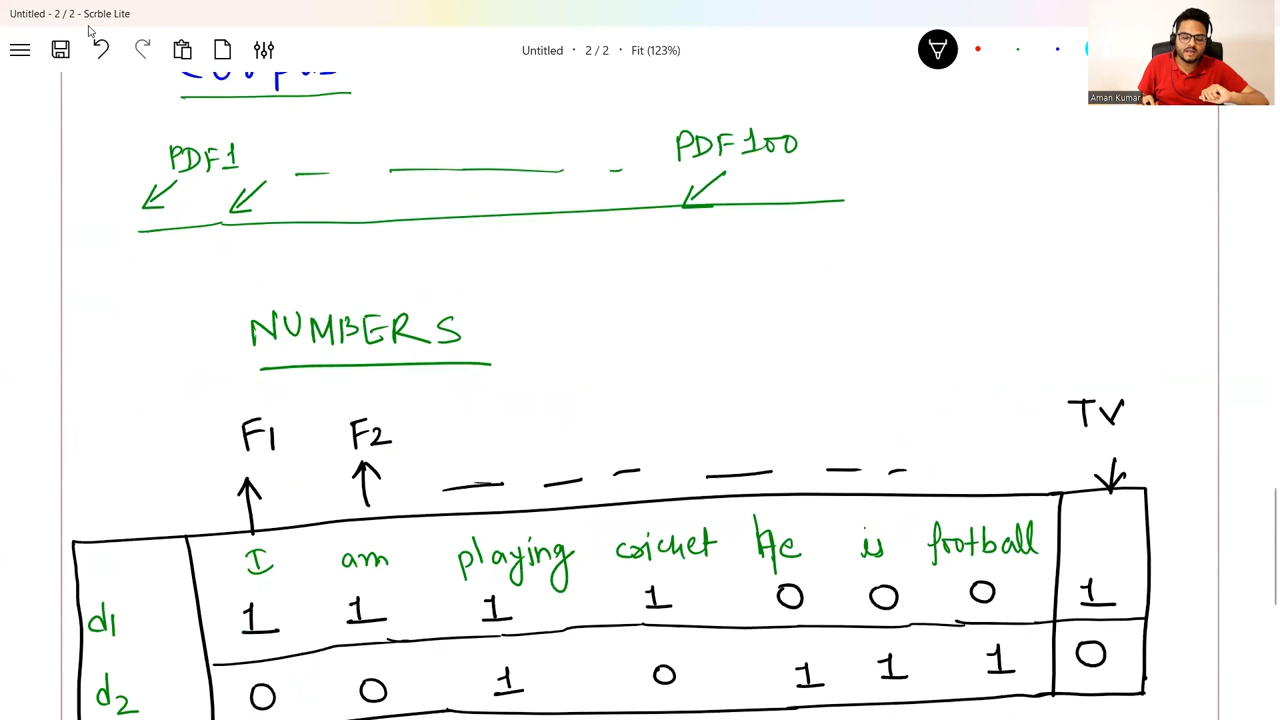 Untitled - 2 / 2 - Scrble Lite
Untitled • 2 / 2 • Fit (123%)
Aman Kumar
PDF1 PDF100
NUMBERS
F1 F2 TV
I am playing cricket He is football
d1 1 1 1 1 0 0 0 1
d2 0 0 1 0 1 1 1 0